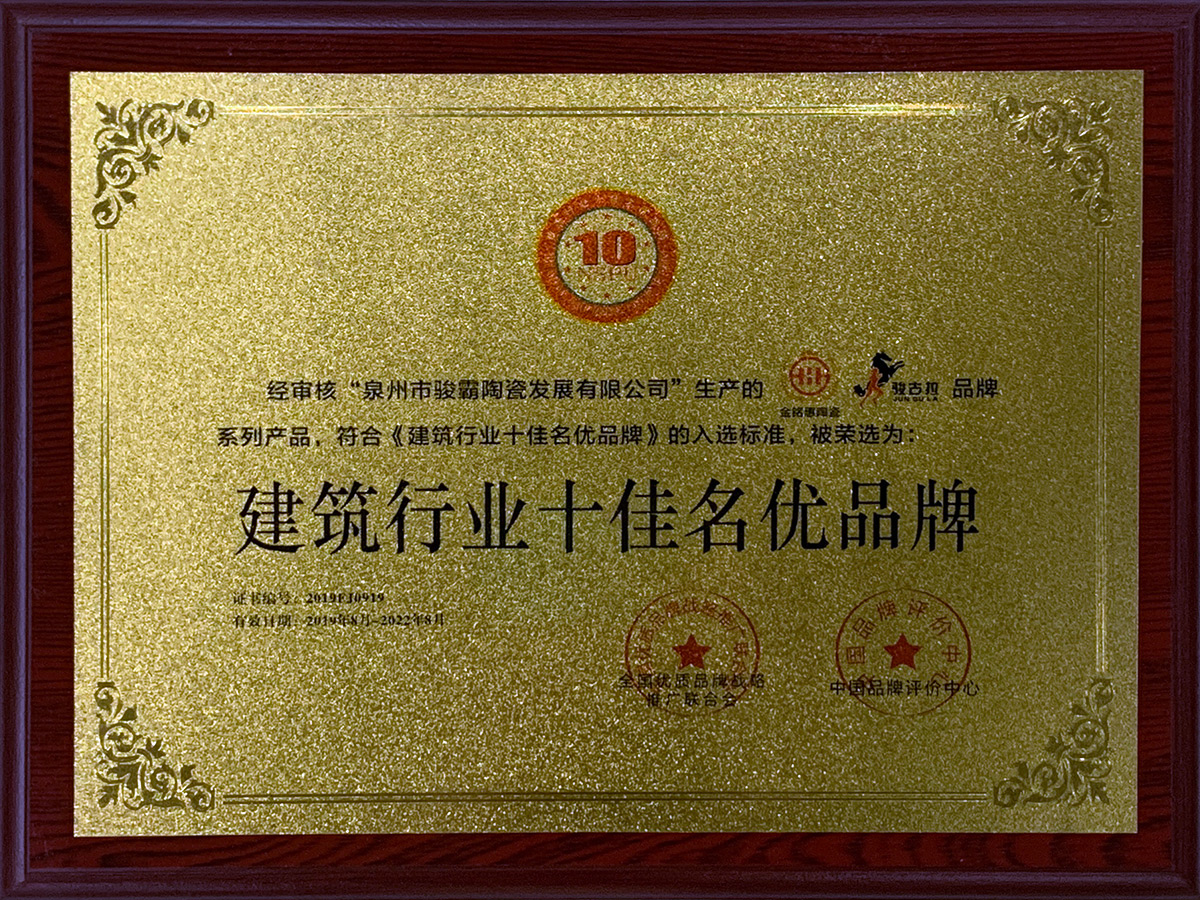 10
经审核“泉州市骏霸陶瓷发展有限公司”生产的 金铭德陶瓷 骏古拉 JUN GU LA 品牌
系列产品，符合《建筑行业十佳名优品牌》的入选标准，被荣选为：
建筑行业十佳名优品牌
证书编号：2019FJ0919
有效日期：2019年8月-2022年8月
全国优质品牌战略
推广联合会
中国品牌评价中心